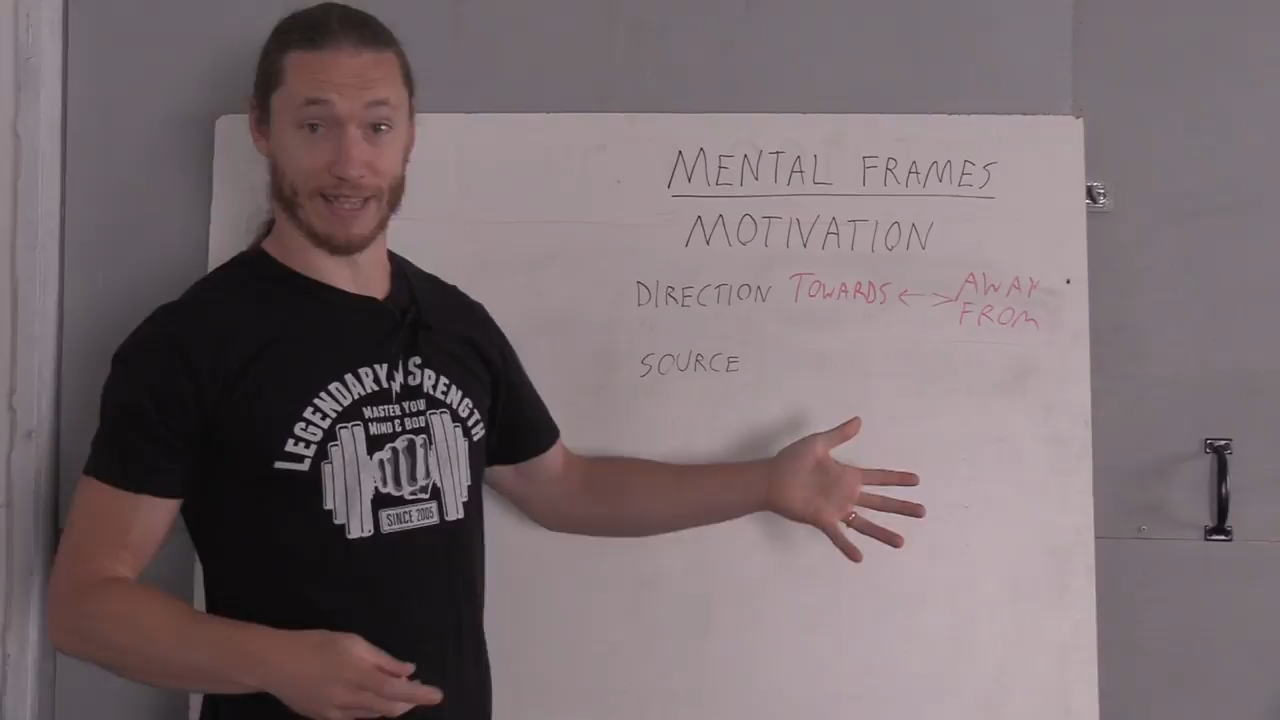 MENTAL FRAMES
MOTIVATION
DIRECTION TOWARDS ←→ AWAY FROM
SOURCE
LEGENDARY STRENGTH
MASTER YOUR
MIND & BODY
SINCE 2005